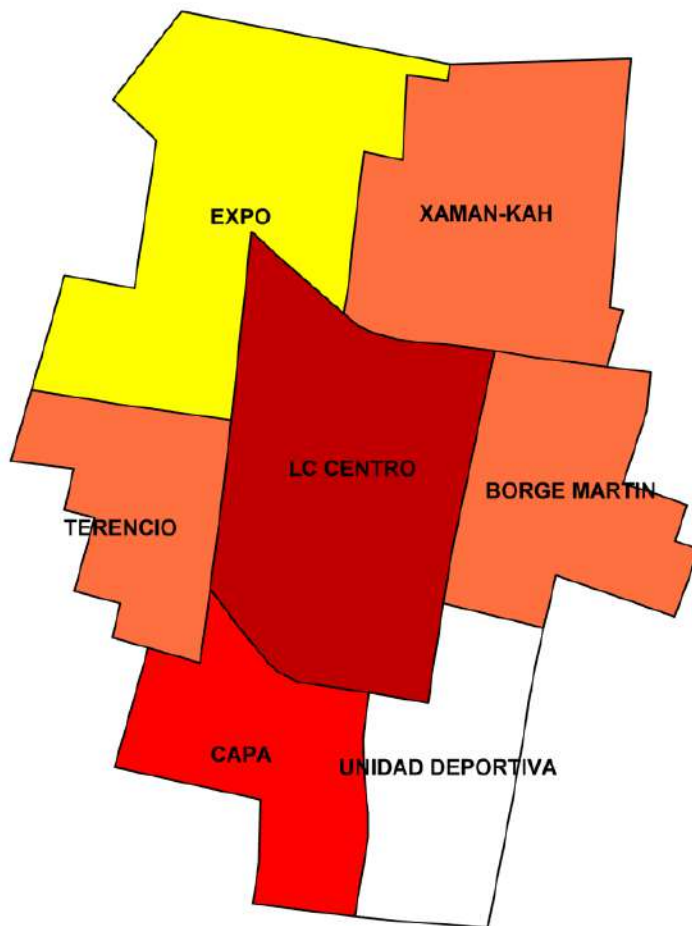 EXPO
XAMAN-KAH
LC CENTRO
BORGE MARTIN
TERENCIO
CAPA
UNIDAD DEPORTIVA